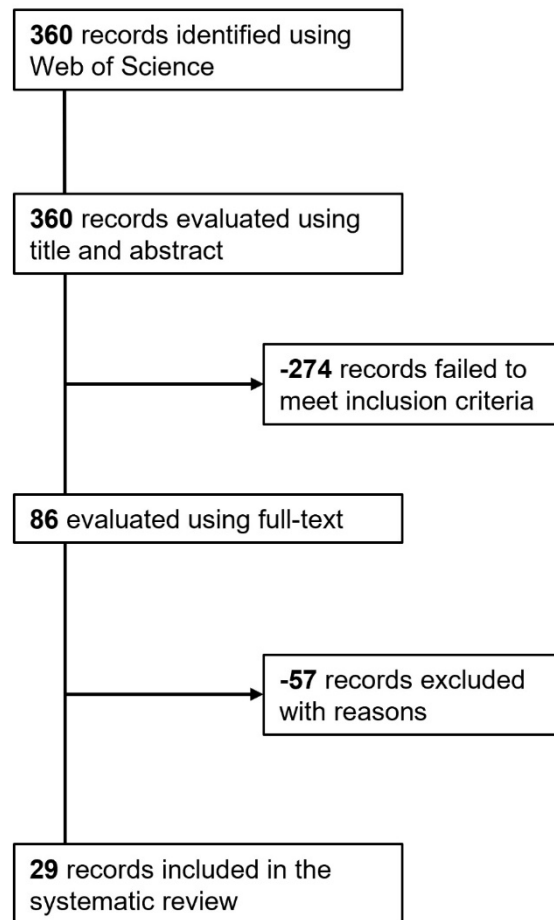 360 records identified using
Web of Science
360 records evaluated using
title and abstract
-274 records failed to
meet inclusion criteria
86 evaluated using full-text
-57 records excluded
with reasons
29 records included in the
systematic review